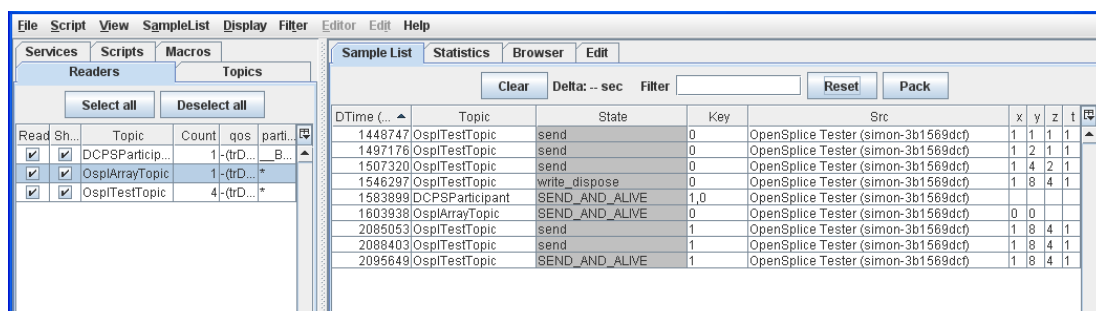 File Script View SampleList Display Filter Editor Edit Help
Services Scripts Macros
Readers Topics
Select all Deselect all
Read Sh... Topic Count qos parti...
DCPSParticip... 1 -(trD... __B...
OsplArrayTopic 1 -(trD... *
OsplTestTopic 4 -(trD... *
Sample List Statistics Browser Edit
Clear Delta: -- sec Filter Reset Pack
DTime (... Topic State Key Src x y z t
1448747 OsplTestTopic send 0 OpenSplice Tester (simon-3b1569dcf) 1 1 1 1
1497176 OsplTestTopic send 0 OpenSplice Tester (simon-3b1569dcf) 1 2 1 1
1507320 OsplTestTopic send 0 OpenSplice Tester (simon-3b1569dcf) 1 4 2 1
1546297 OsplTestTopic write_dispose 0 OpenSplice Tester (simon-3b1569dcf) 1 8 4 1
1583899 DCPSParticipant SEND_AND_ALIVE 1,0 OpenSplice Tester (simon-3b1569dcf)
1603938 OsplArrayTopic SEND_AND_ALIVE 0 OpenSplice Tester (simon-3b1569dcf) 0 0
2085053 OsplTestTopic send 1 OpenSplice Tester (simon-3b1569dcf) 1 8 4 1
2088403 OsplTestTopic send 1 OpenSplice Tester (simon-3b1569dcf) 1 8 4 1
2095649 OsplTestTopic SEND_AND_ALIVE 1 OpenSplice Tester (simon-3b1569dcf) 1 8 4 1